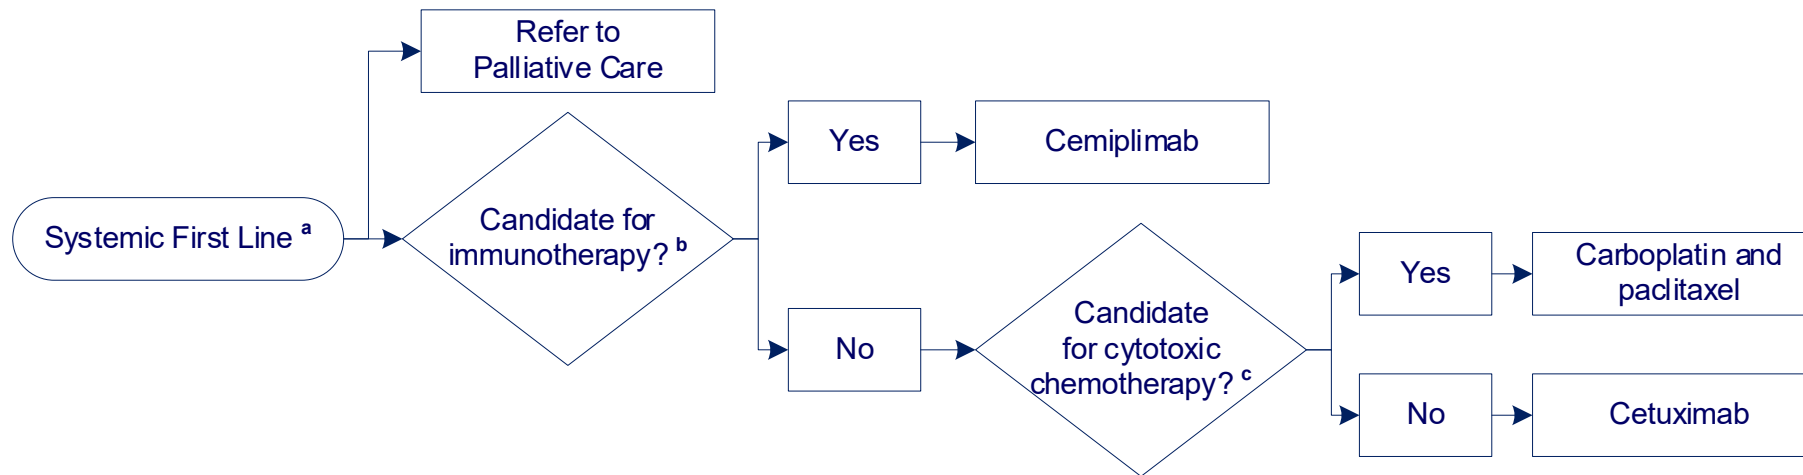 Refer to
Palliative Care
Systemic First Line a
Candidate for
immunotherapy? b
Yes
Cemiplimab
No
Candidate
for cytotoxic
chemotherapy? c
Yes
Carboplatin and
paclitaxel
No
Cetuximab